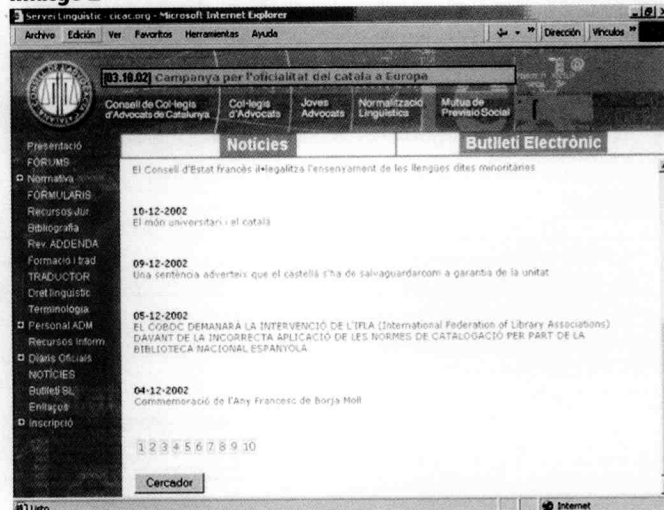 Servei Lingüístic - cicac.org - Microsoft Internet Explorer
Archivo Edición Ver Favoritos Herramientas Ayuda
Dirección Vínculos
[03.10.02] Campanya per l'oficialitat del català a Europa
Consell de Col·legis d'Advocats de Catalunya
Col·legis d'Advocats
Joves Advocats
Normalització Lingüística
Mutua de Previsió Social
Notícies
Butlletí Electrònic
Presentació
FÒRUMS
Normativa
FORMULARIS
Recursos Jur
Bibliografia
Rev. ADDENDA
Formació i trad
TRADUCTOR
Dret lingüístic
Terminologia
Personal ADM
Recursos Inform
Diaris Oficials
NOTÍCIES
Butlletí SL
Enllaços
Inscripció
El Consell d'Estat francès il•legalitza l'ensenyament de les llengües dites minoritàries
10-12-2002
El món universitari i el català
09-12-2002
Una sentència adverteix que el castellà s'ha de salvaguardarcom a garantia de la unitat
05-12-2002
EL COBDC DEMANARÀ LA INTERVENCIÓ DE L'IFLA (International Federation of Library Associations)
DAVANT DE LA INCORRECTA APLICACIÓ DE LES NORMES DE CATALOGACIÓ PER PART DE LA
BIBLIOTECA NACIONAL ESPANYOLA
04-12-2002
Commemoració de l'Any Francesc de Borja Moll
1 2 3 4 5 6 7 8 9 10
Cercador
Listo
Internet